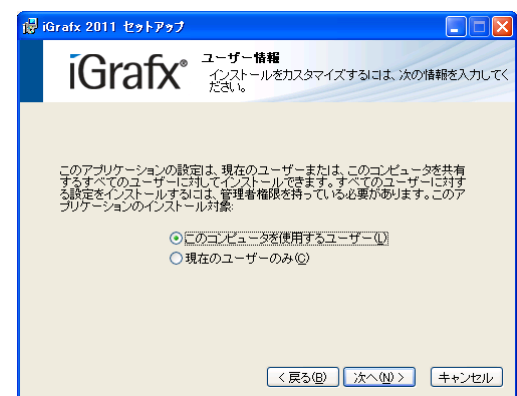 iGrafx 2011 セットアップ
iGrafx®
ユーザー情報
インストールをカスタマイズするには、次の情報を入力してく
ださい。
このアプリケーションの設定は、現在のユーザーまたは、このコンピュータを共有
するすべてのユーザーに対してインストールできます。すべてのユーザーに対す
る設定をインストールするには、管理者権限を持っている必要があります。このア
プリケーションのインストール対象:
このコンピュータを使用するユーザー(L)
現在のユーザーのみ(C)
< 戻る(B)
次へ(N) >
キャンセル